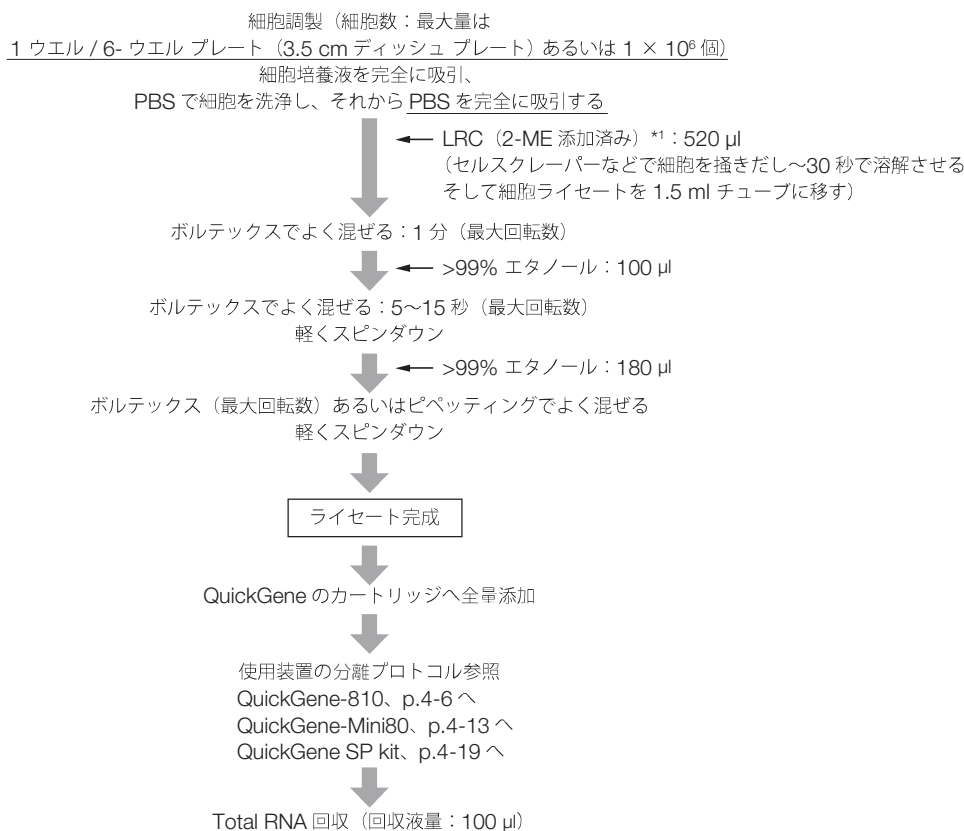 細胞調製（細胞数：最大量は
1 ウエル / 6- ウエル プレート（3.5 cm ディッシュ プレート）あるいは 1 × 10⁶ 個）
細胞培養液を完全に吸引、
PBS で細胞を洗浄し、それから PBS を完全に吸引する
LRC（2-ME 添加済み）*1：520 µl
（セルスクレーパーなどで細胞を掻きだし～30 秒で溶解させる
そして細胞ライセートを 1.5 ml チューブに移す）
ボルテックスでよく混ぜる：1 分（最大回転数）
>99% エタノール：100 µl
ボルテックスでよく混ぜる：5～15 秒（最大回転数）
軽くスピンダウン
>99% エタノール：180 µl
ボルテックス（最大回転数）あるいはピペッティングでよく混ぜる
軽くスピンダウン
ライセート完成
QuickGene のカートリッジへ全量添加
使用装置の分離プロトコル参照
QuickGene-810、p.4-6 へ
QuickGene-Mini80、p.4-13 へ
QuickGene SP kit、p.4-19 へ
Total RNA 回収（回収液量：100 µl）